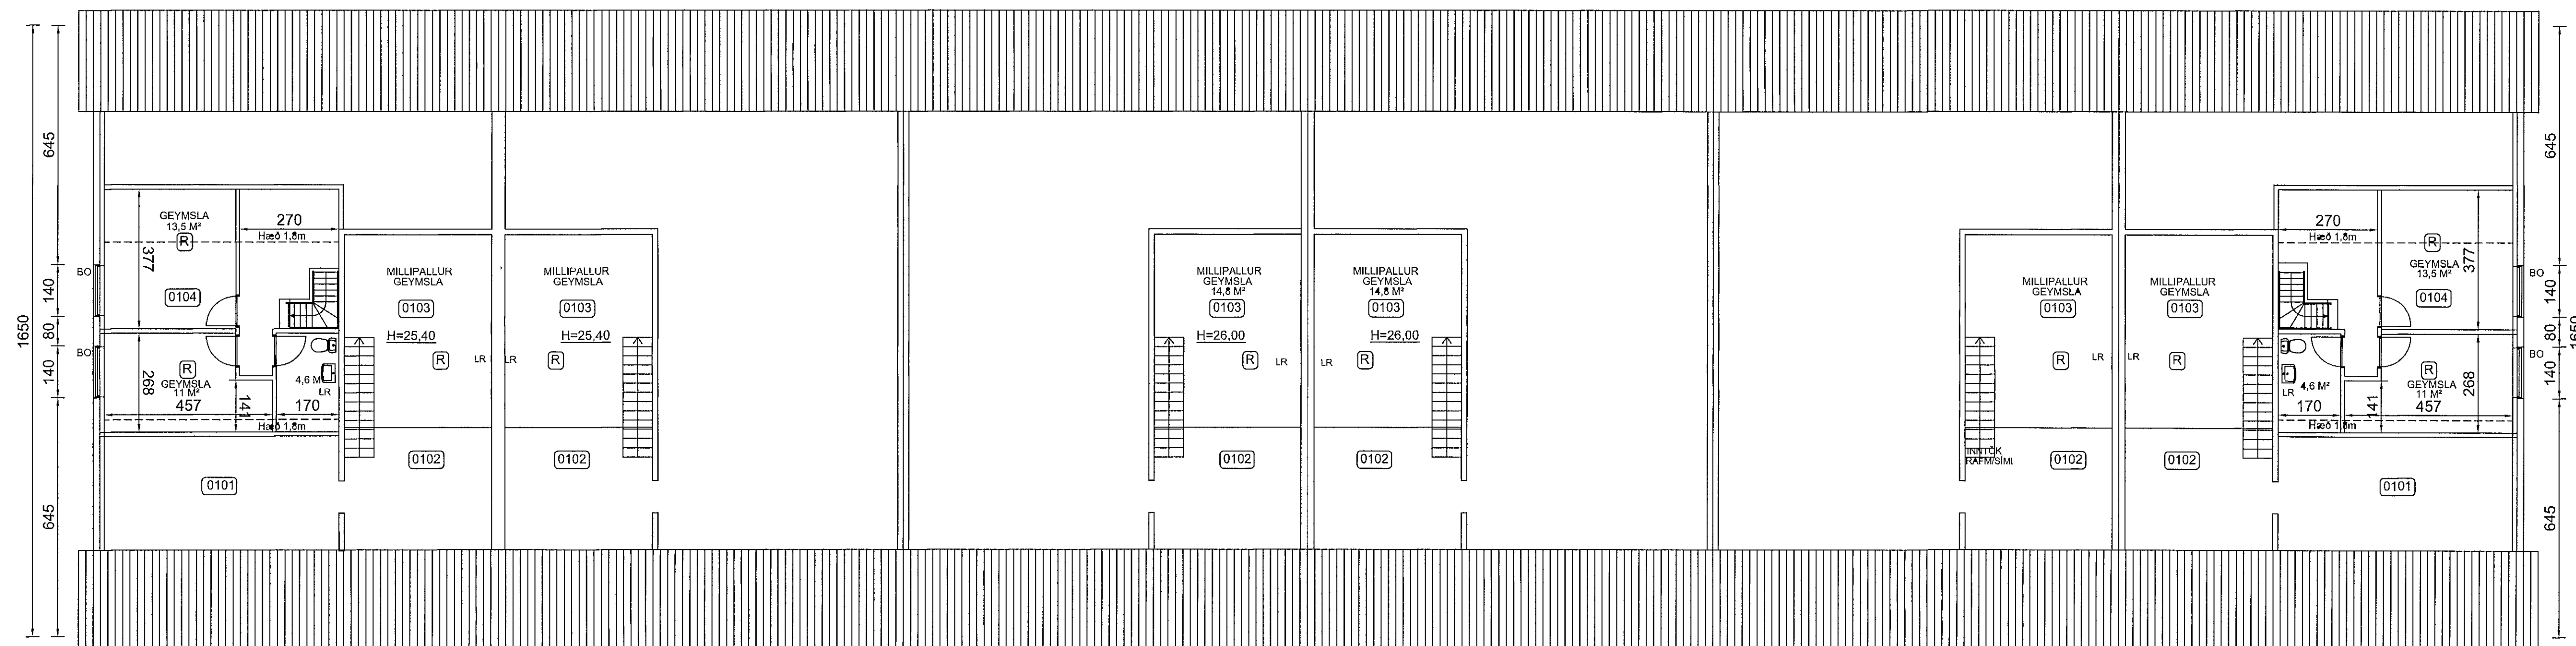 1650
645
140
80
140
645
BO
BO
GEYMSLA
13,5 M²
R
377
270
Hæð 1,8m
0104
R
GEYMSLA
11 M²
268
457
141
4,6 M²
LR
170
Hæð 1,8m
0101
MILLIPALLUR
GEYMSLA
0103
H=25,40
R
LR
0102
MILLIPALLUR
GEYMSLA
0103
H=25,40
R
LR
0102
MILLIPALLUR
GEYMSLA
14,8 M²
0103
H=26,00
R
LR
0102
MILLIPALLUR
GEYMSLA
14,8 M²
0103
H=26,00
R
LR
0102
MILLIPALLUR
GEYMSLA
0103
R
LR
INNTÖK
RAFM/SÍMI
0102
MILLIPALLUR
GEYMSLA
0103
R
LR
0102
270
Hæð 1,8m
R
GEYMSLA
13,5 M²
377
0104
R
GEYMSLA
11 M²
268
457
141
4,6 M²
LR
170
Hæð 1,8m
0101
BO
BO
645
140
80
140
645
1650